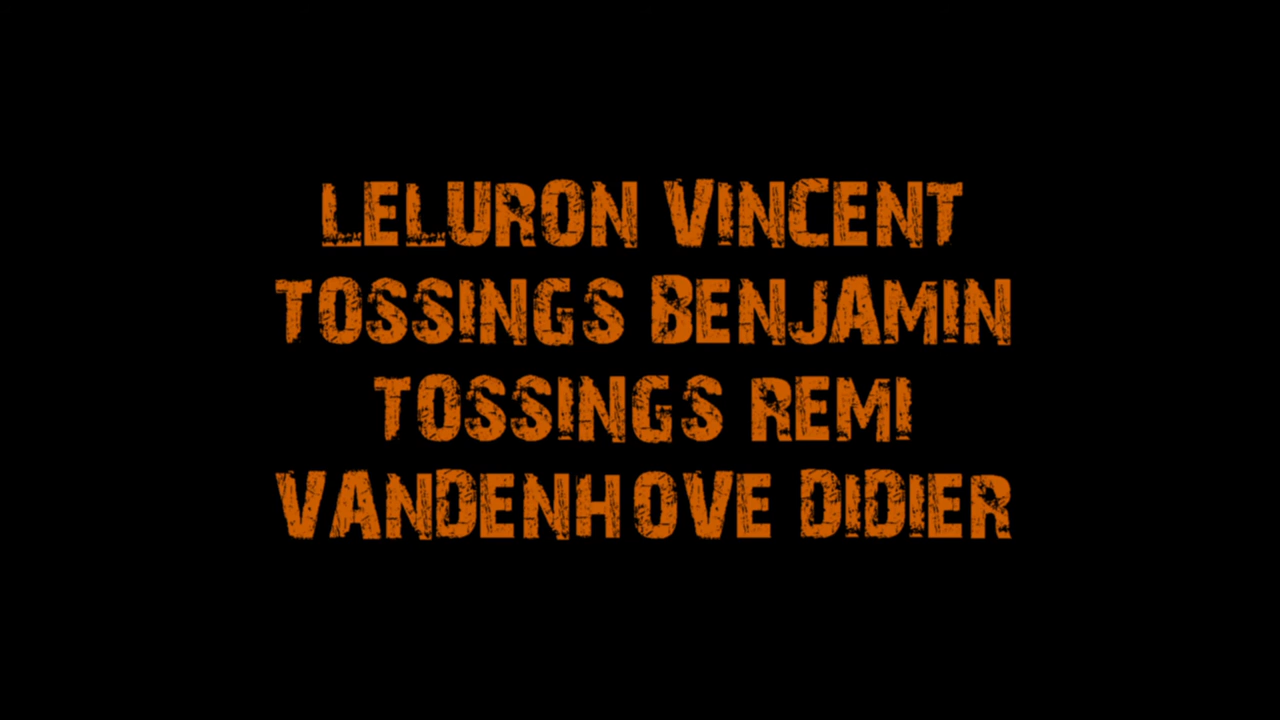 LELURON VINCENT
TOSSINGS BENJAMIN
TOSSINGS REMI
VANDENHOVE DIDIER